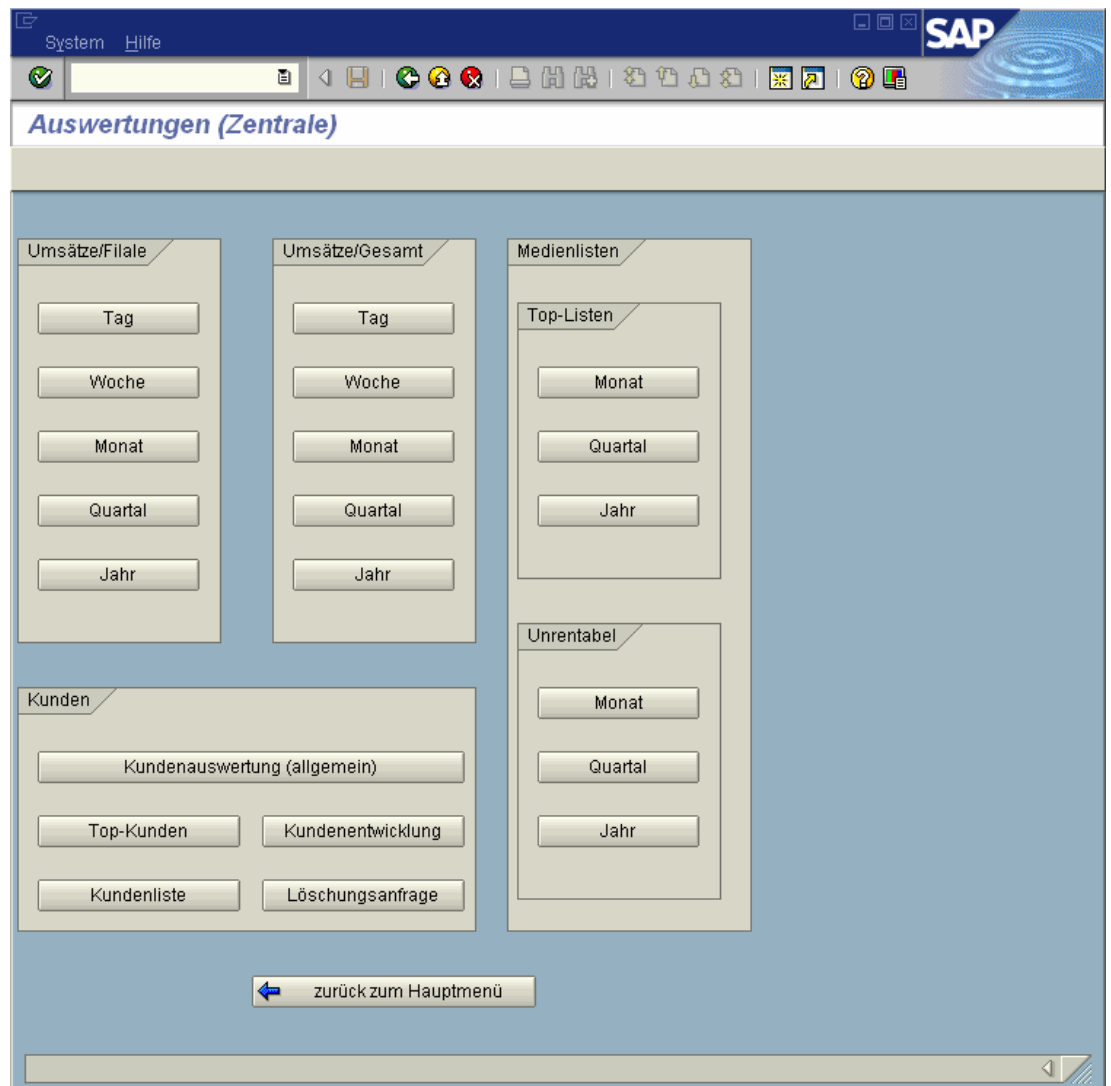 System Hilfe
SAP
Auswertungen (Zentrale)
Umsätze/Filale
Tag
Woche
Monat
Quartal
Jahr
Umsätze/Gesamt
Tag
Woche
Monat
Quartal
Jahr
Medienlisten
Top-Listen
Monat
Quartal
Jahr
Unrentabel
Monat
Quartal
Jahr
Kunden
Kundenauswertung (allgemein)
Top-Kunden Kundenentwicklung
Kundenliste Löschungsanfrage
zurück zum Hauptmenü